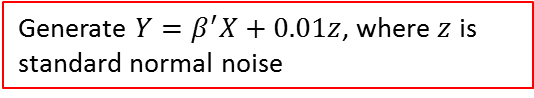 Generate Y = β′X + 0.01z, where z is
standard normal noise